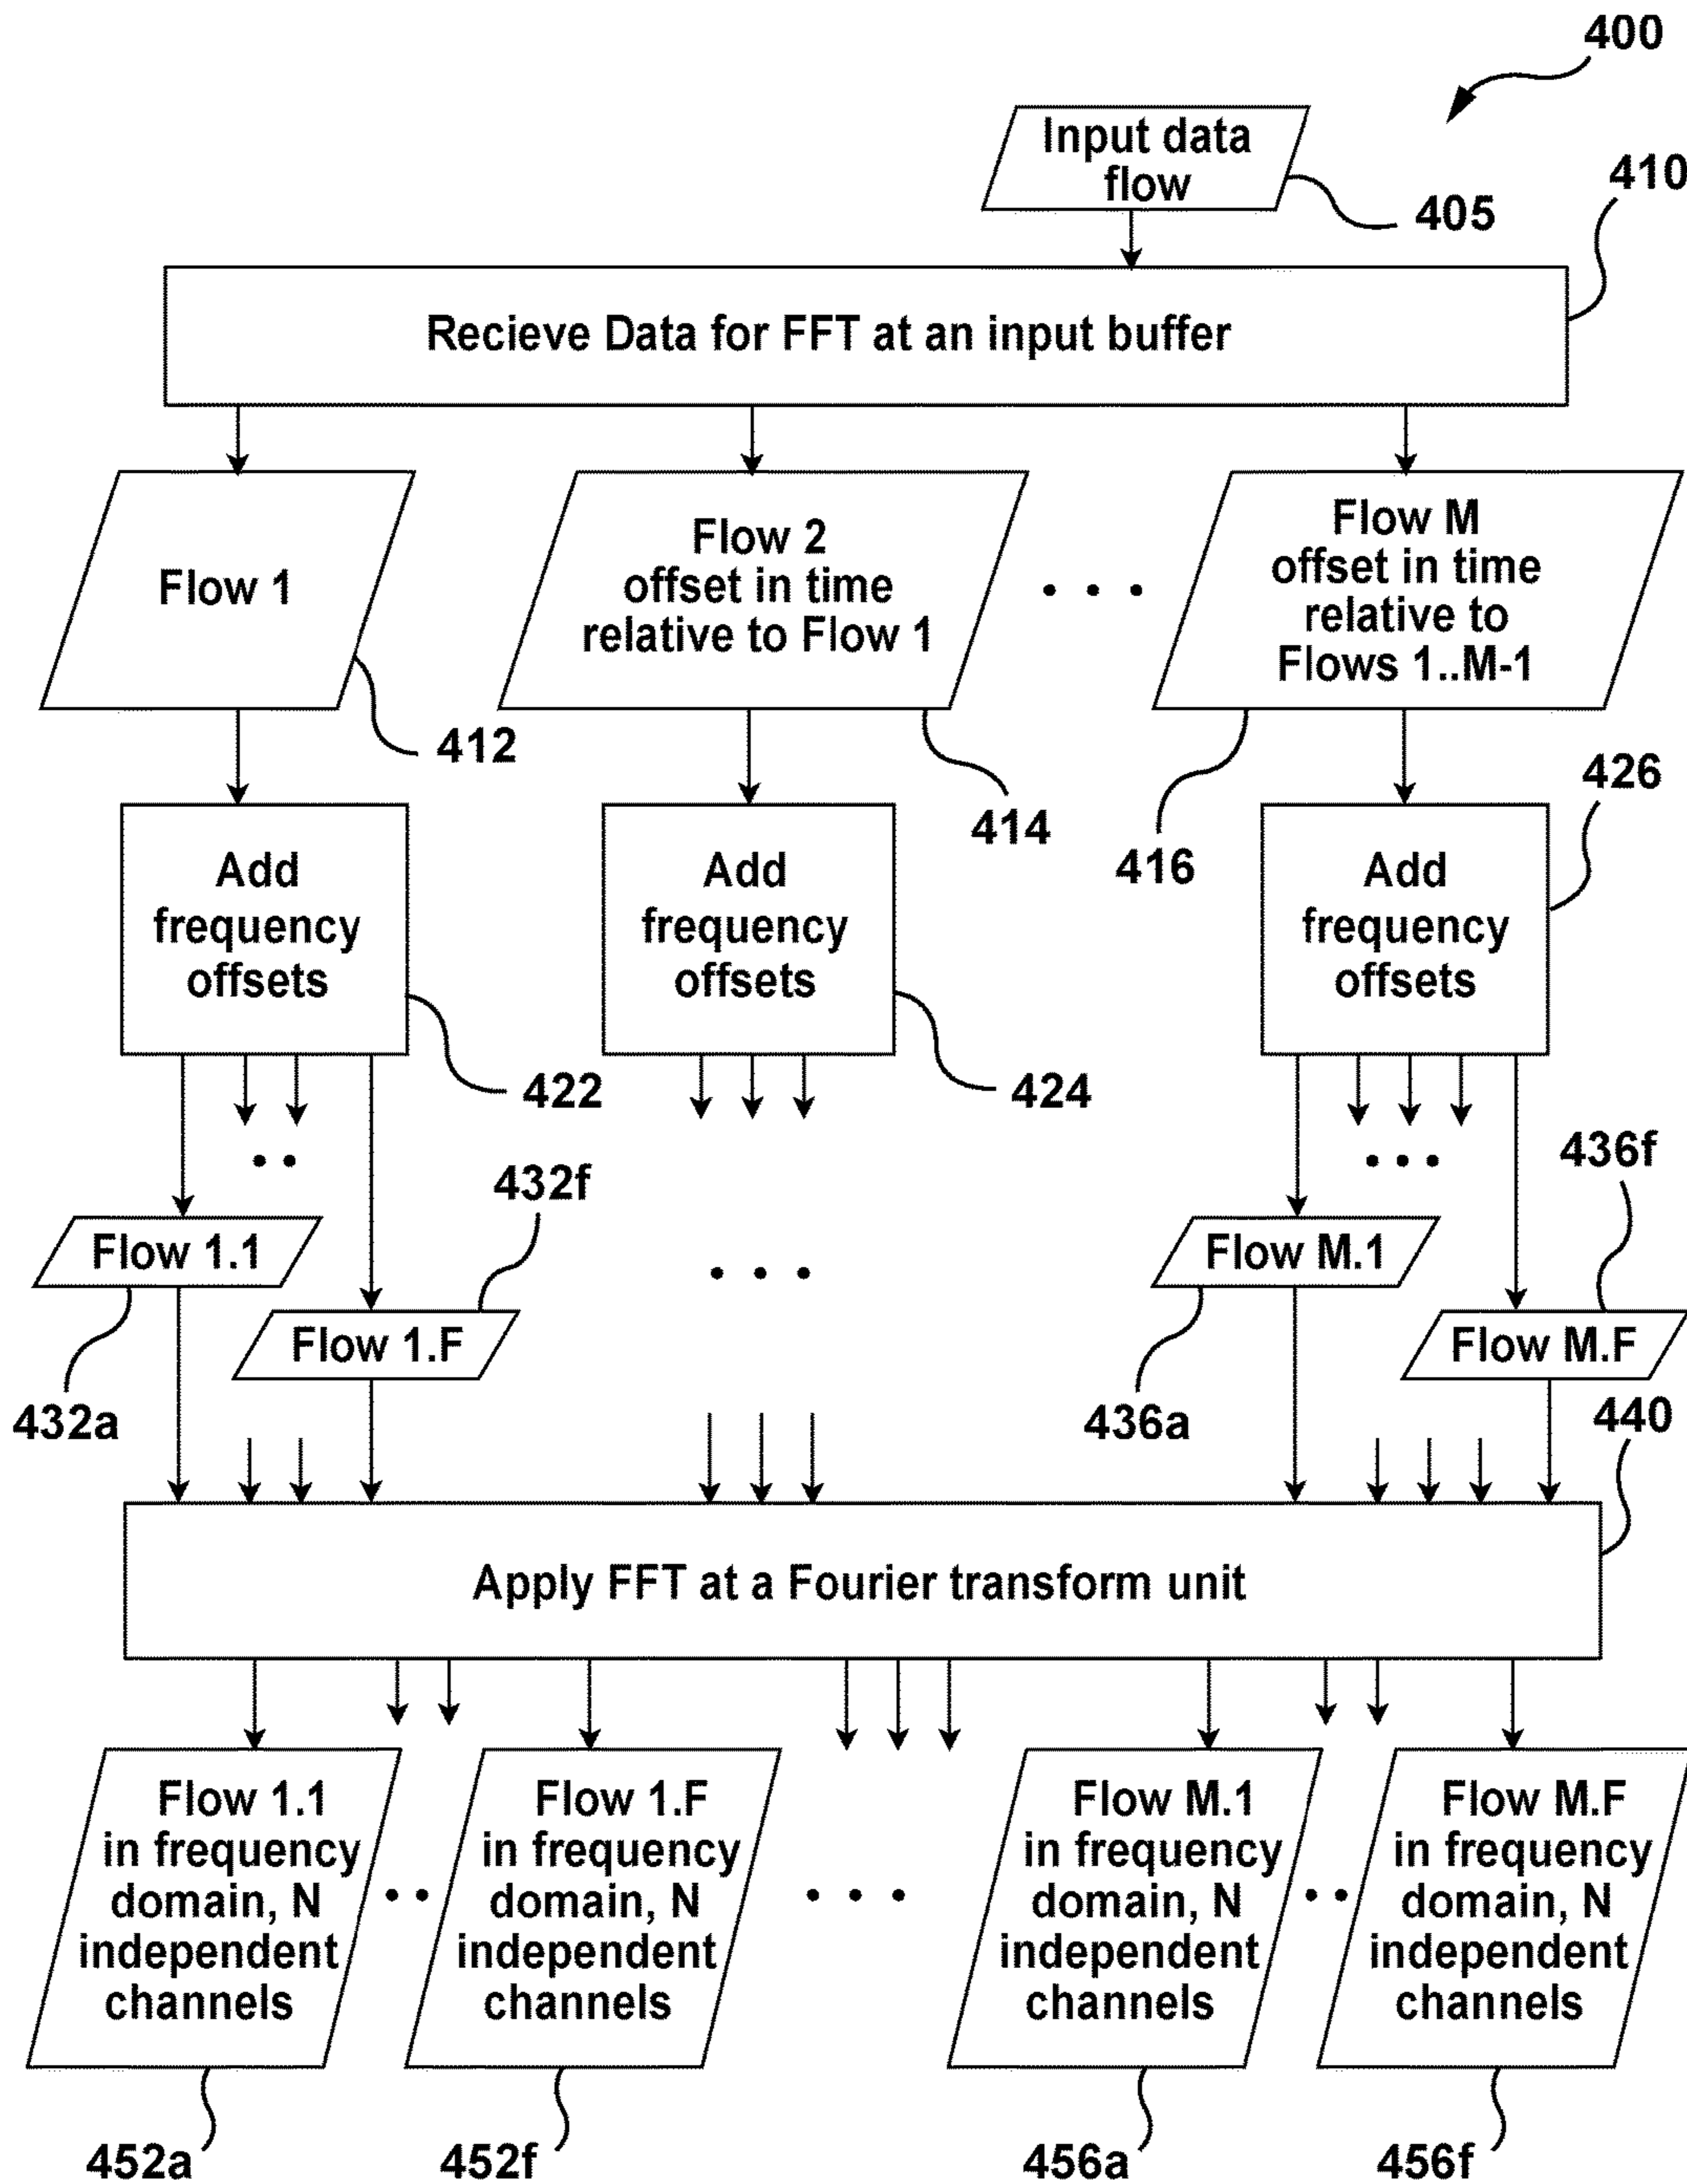 400
Input data
flow
405
410
Recieve Data for FFT at an input buffer
Flow 1
412
Flow 2
offset in time
relative to Flow 1
414
Flow M
offset in time
relative to
Flows 1..M-1
416
Add
frequency
offsets
422
Add
frequency
offsets
424
Add
frequency
offsets
426
Flow 1.1
432a
432f
Flow 1.F
Flow M.1
436a
436f
Flow M.F
440
Apply FFT at a Fourier transform unit
Flow 1.1
in frequency
domain, N
independent
channels
452a
Flow 1.F
in frequency
domain, N
independent
channels
452f
Flow M.1
in frequency
domain, N
independent
channels
456a
Flow M.F
in frequency
domain, N
independent
channels
456f